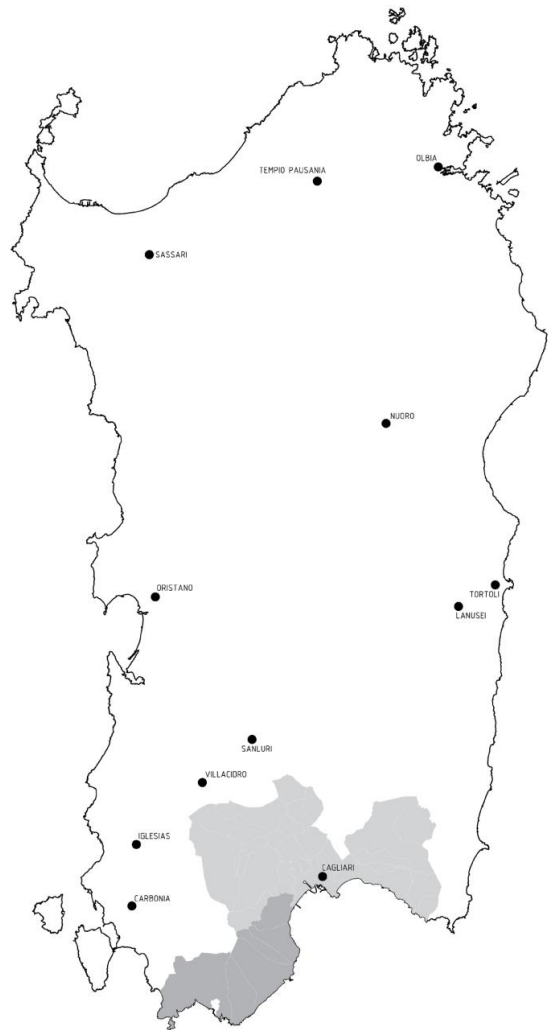 OLBIA
TEMPIO PAUSANIA
SASSARI
NUORO
ORISTANO
TORTOLI
LANUSEI
SANLURI
VILLACIDRO
IGLESIAS
CAGLIARI
CARBONIA